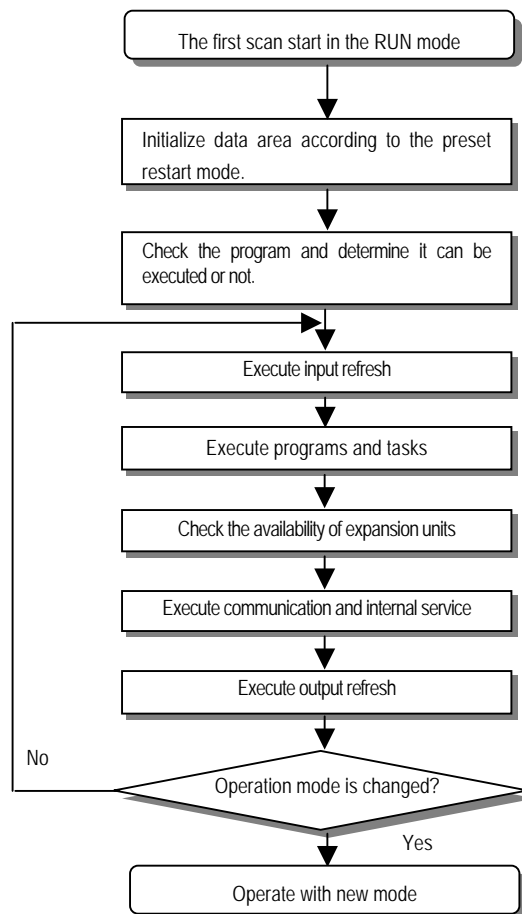 The first scan start in the RUN mode
Initialize data area according to the preset
restart mode.
Check the program and determine it can be
executed or not.
Execute input refresh
Execute programs and tasks
Check the availability of expansion units
Execute communication and internal service
Execute output refresh
No
Operation mode is changed?
Yes
Operate with new mode